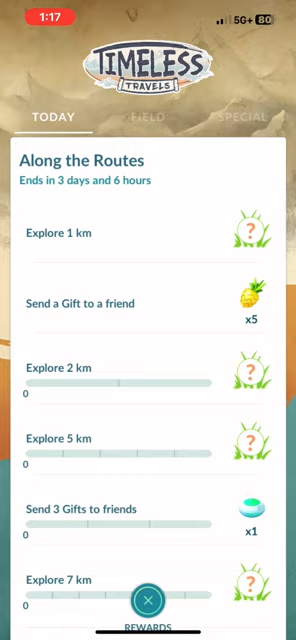 1:17
5G+ 80
TIMELESS
TRAVELS
TODAY
FIELD
SPECIAL
Along the Routes
Ends in 3 days and 6 hours
Explore 1 km
?
Send a Gift to a friend
x5
Explore 2 km
?
0
Explore 5 km
?
0
Send 3 Gifts to friends
x1
0
Explore 7 km
?
0
REWARDS